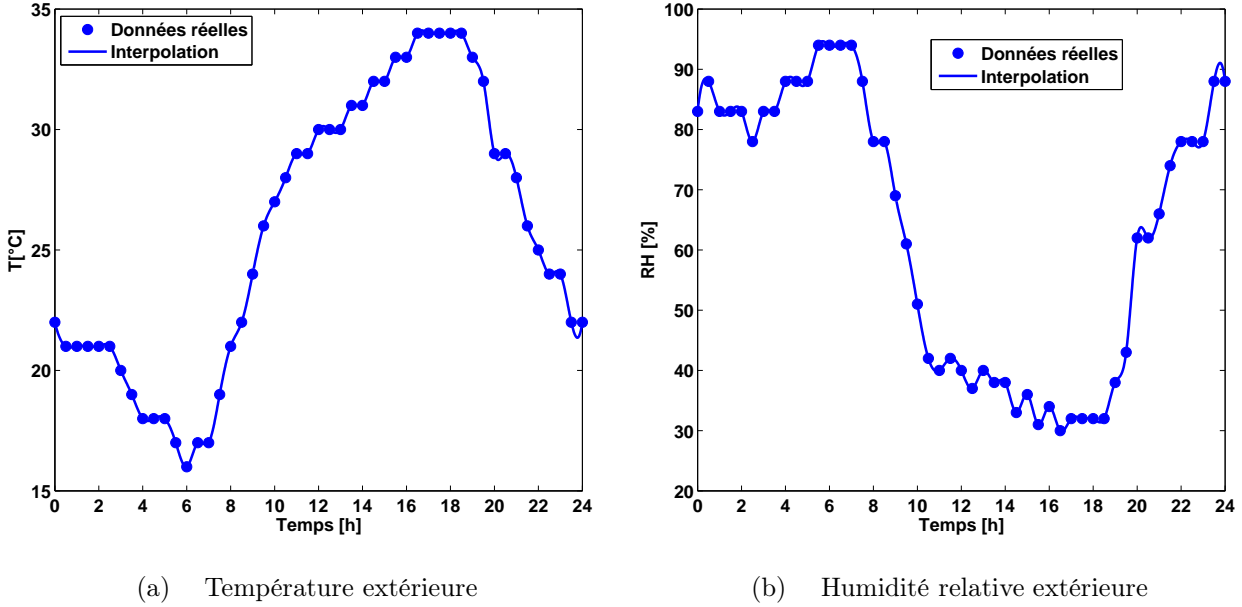 35
30
25
20
15
T[°C]
0 2 4 6 8 10 12 14 16 18 20 22 24
Temps [h]
Données réelles
Interpolation
(a) Température extérieure
100
90
80
70
60
50
40
30
20
RH [%]
0 2 4 6 8 10 12 14 16 18 20 22 24
Temps [h]
Données réelles
Interpolation
(b) Humidité relative extérieure